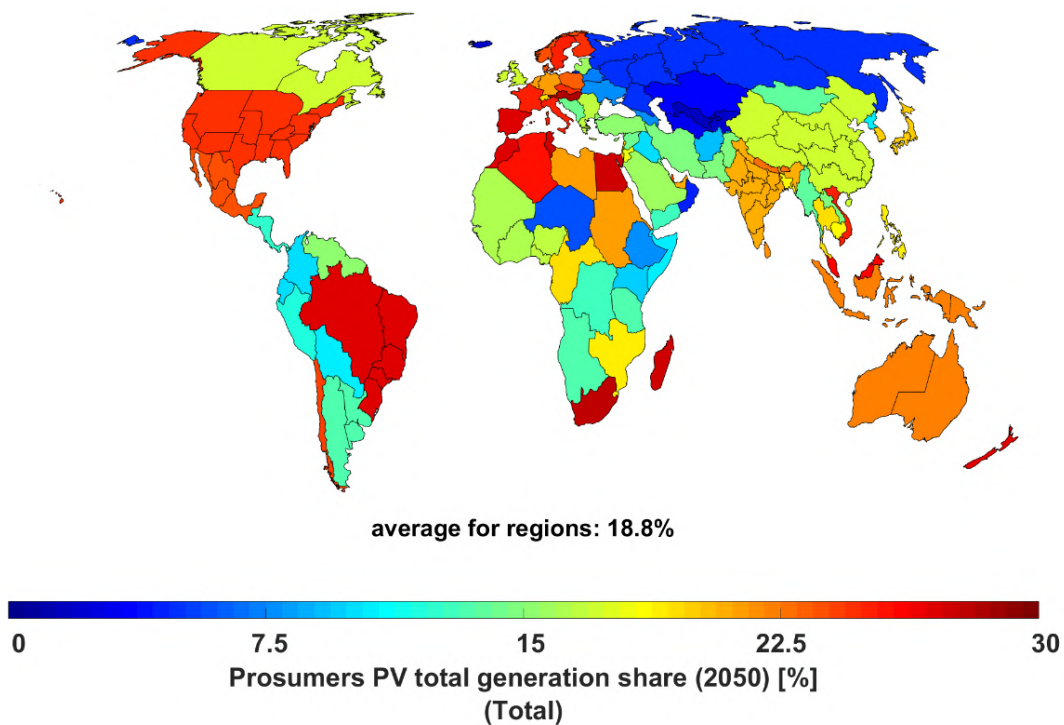 average for regions: 18.8%
0 7.5 15 22.5 30
Prosumers PV total generation share (2050) [%]
(Total)